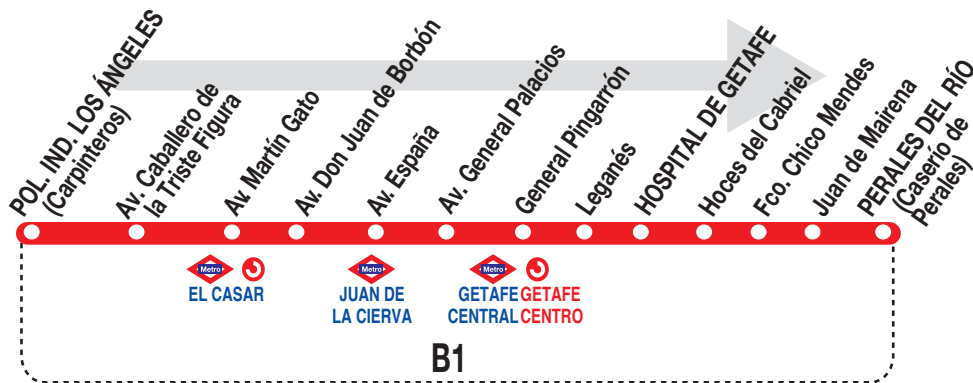 POL. IND. LOS ÁNGELES
(Carpinteros)
Av. Caballero de
la Triste Figura
Av. Martín Gato
Av. Don Juan de Borbón
Av. España
Av. General Palacios
General Pingarrón
Leganés
HOSPITAL DE GETAFE
Hoces del Gabriel
Fco. Chico Mendes
Juan de Mairena
PERALES DEL RÍO
(Caserío de
Perales)
Metro
EL CASAR
Metro
JUAN DE
LA CIERVA
Metro
GETAFE
CENTRAL
GETAFE
CENTRO
B1